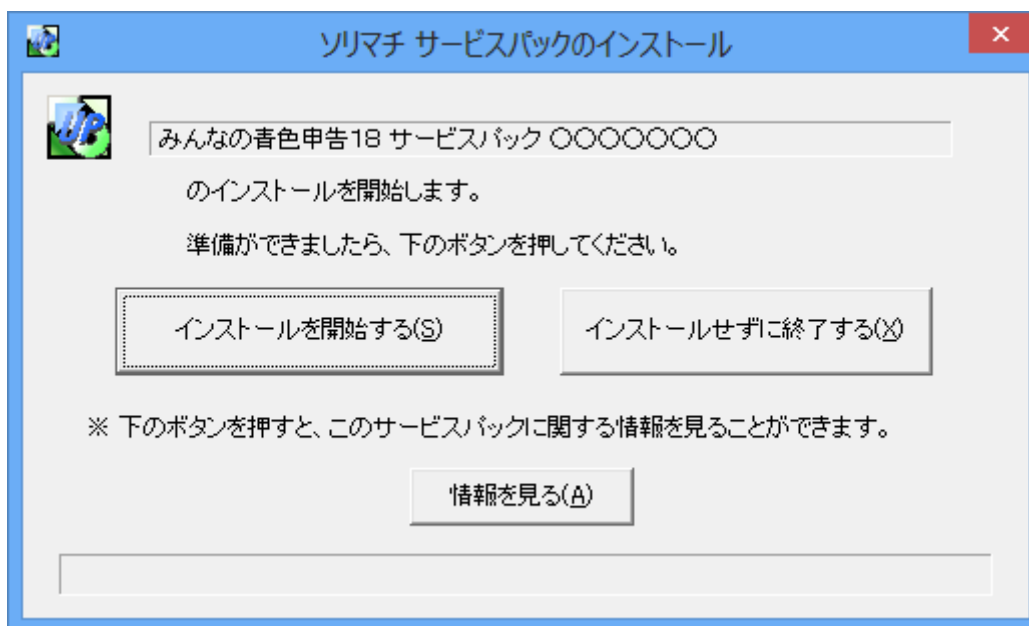 ソリマチ サービスパックのインストール
UP
みんなの青色申告18 サービスパック 〇〇〇〇〇〇〇
のインストールを開始します。
準備ができましたら、下のボタンを押してください。
インストールを開始する(S)
インストールせずに終了する(X)
※ 下のボタンを押すと、このサービスパックに関する情報を見ることができます。
情報を見る(A)